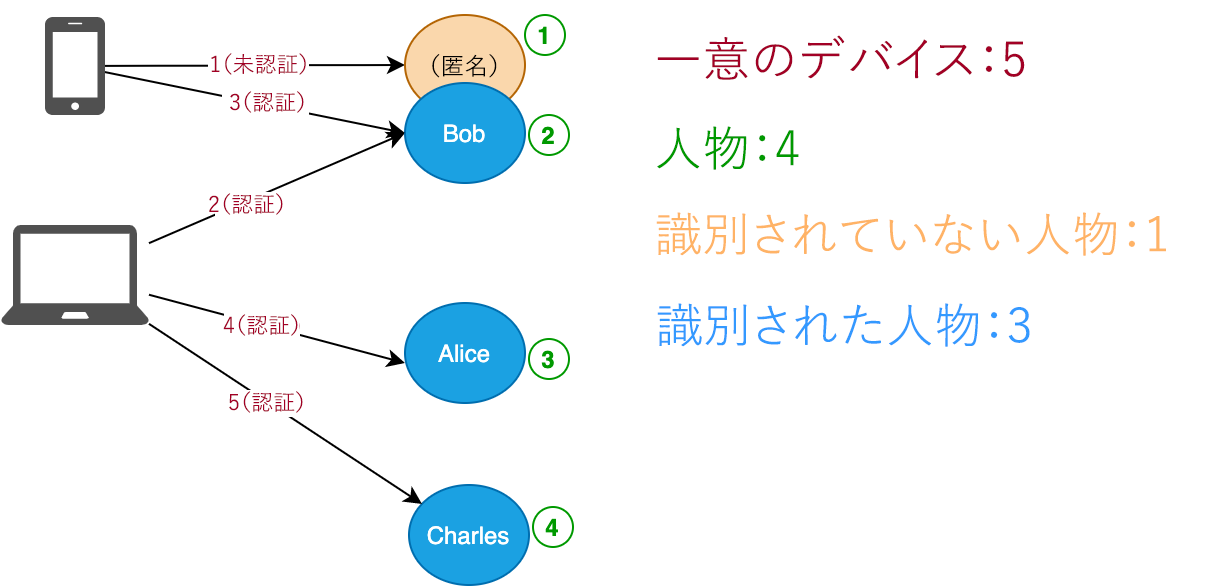 1(未認証)
(匿名)
1
3(認証)
Bob
2
2(認証)
4(認証)
Alice
3
5(認証)
Charles
4
一意のデバイス:5
人物:4
識別されていない人物:1
識別された人物:3